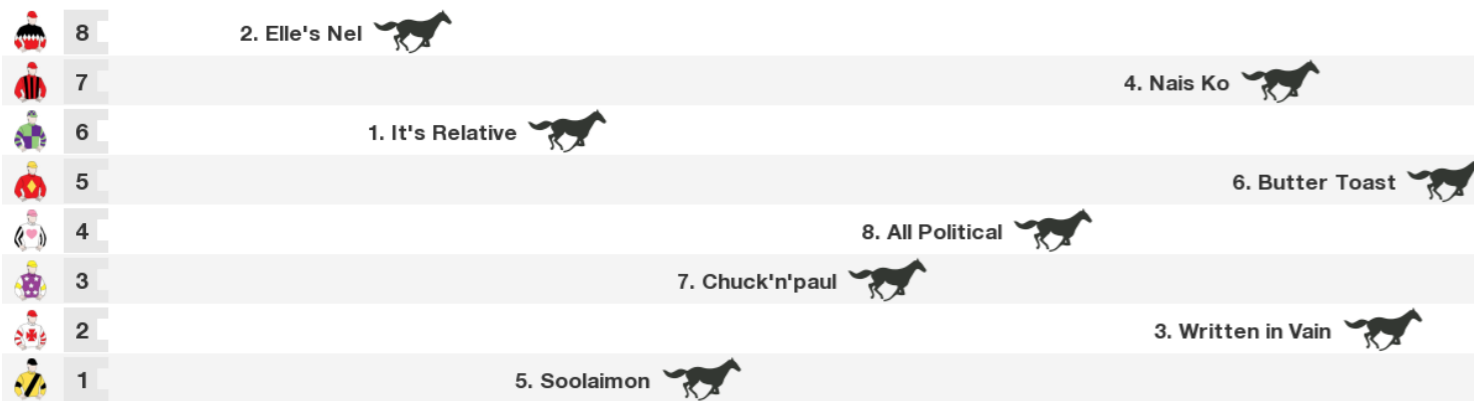 8 2. Elle's Nel
7 4. Nais Ko
6 1. It's Relative
5 6. Butter Toast
4 8. All Political
3 7. Chuck'n'paul
2 3. Written in Vain
1 5. Soolaimon